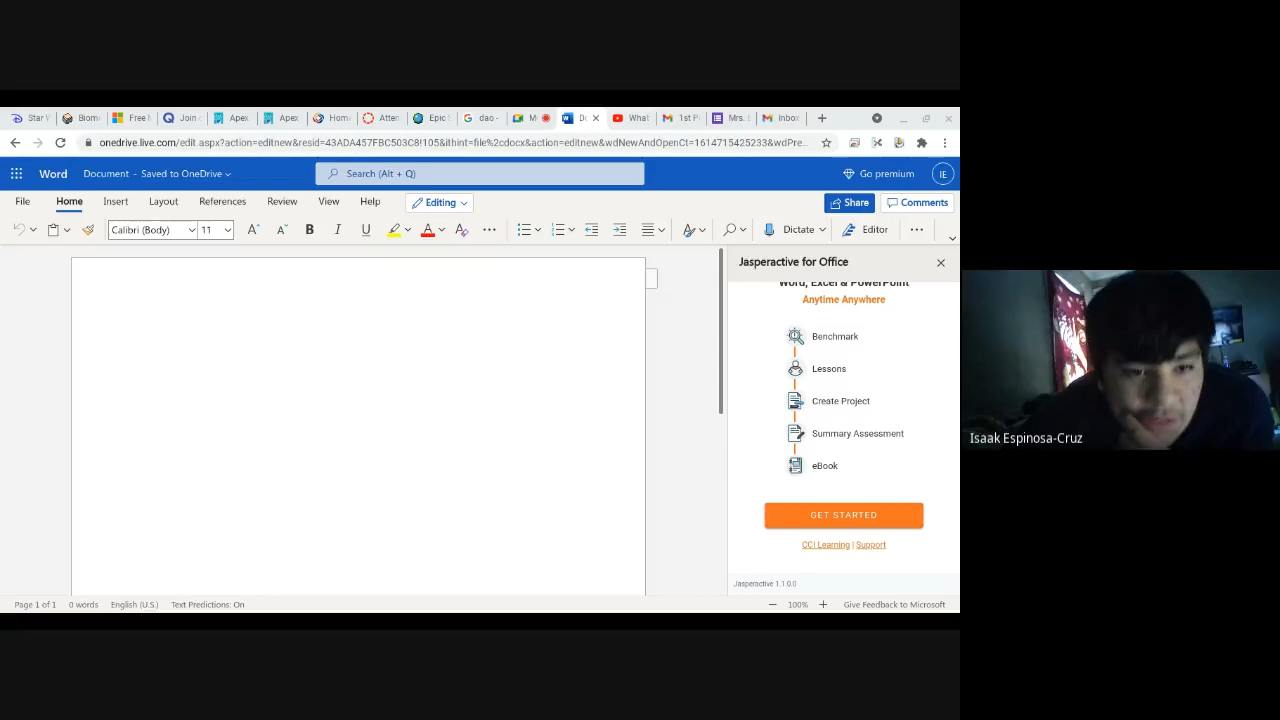 Star Biom Free Join Apex Apex Home Atten Epic dao - M D What 1st P Mrs. Inbox
onedrive.live.com/edit.aspx?action=editnew&resid=43ADA457FBC503C8!105&ithint=file%2cdocx&action=editnew&wdNewAndOpenCt=1614715425233&wdPre...
Word Document - Saved to OneDrive Search (Alt + Q) Go premium IE
File Home Insert Layout References Review View Help Editing Share Comments
Calibri (Body) 11 A A B I U A A ... Dictate Editor ...
Jasperactive for Office
Word, Excel & PowerPoint
Anytime Anywhere
Benchmark
Lessons
Create Project
Summary Assessment
eBook
GET STARTED
CCI Learning | Support
Jasperactive 1.1.0.0
Page 1 of 1 0 words English (U.S.) Text Predictions: On 100% Give Feedback to Microsoft
Isaak Espinosa-Cruz